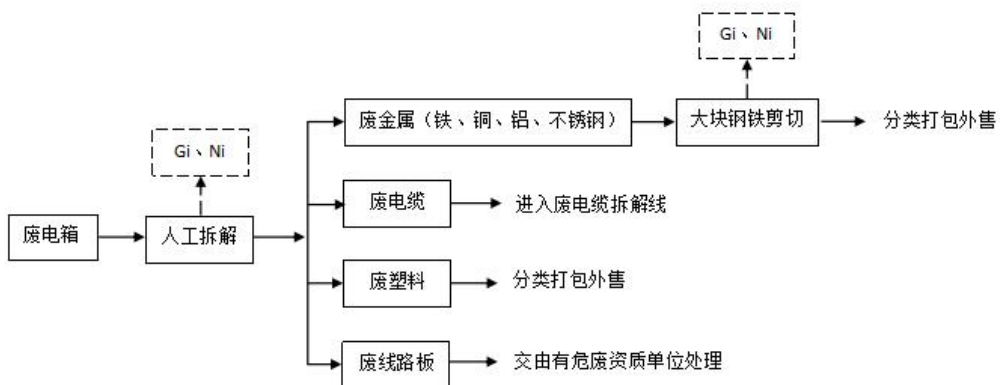 Gi、Ni
废金属（铁、铜、铝、不锈钢）
大块钢铁剪切
分类打包外售
Gi、Ni
废电缆
进入废电缆拆解线
废电箱
人工拆解
废塑料
分类打包外售
废线路板
交由有危废资质单位处理